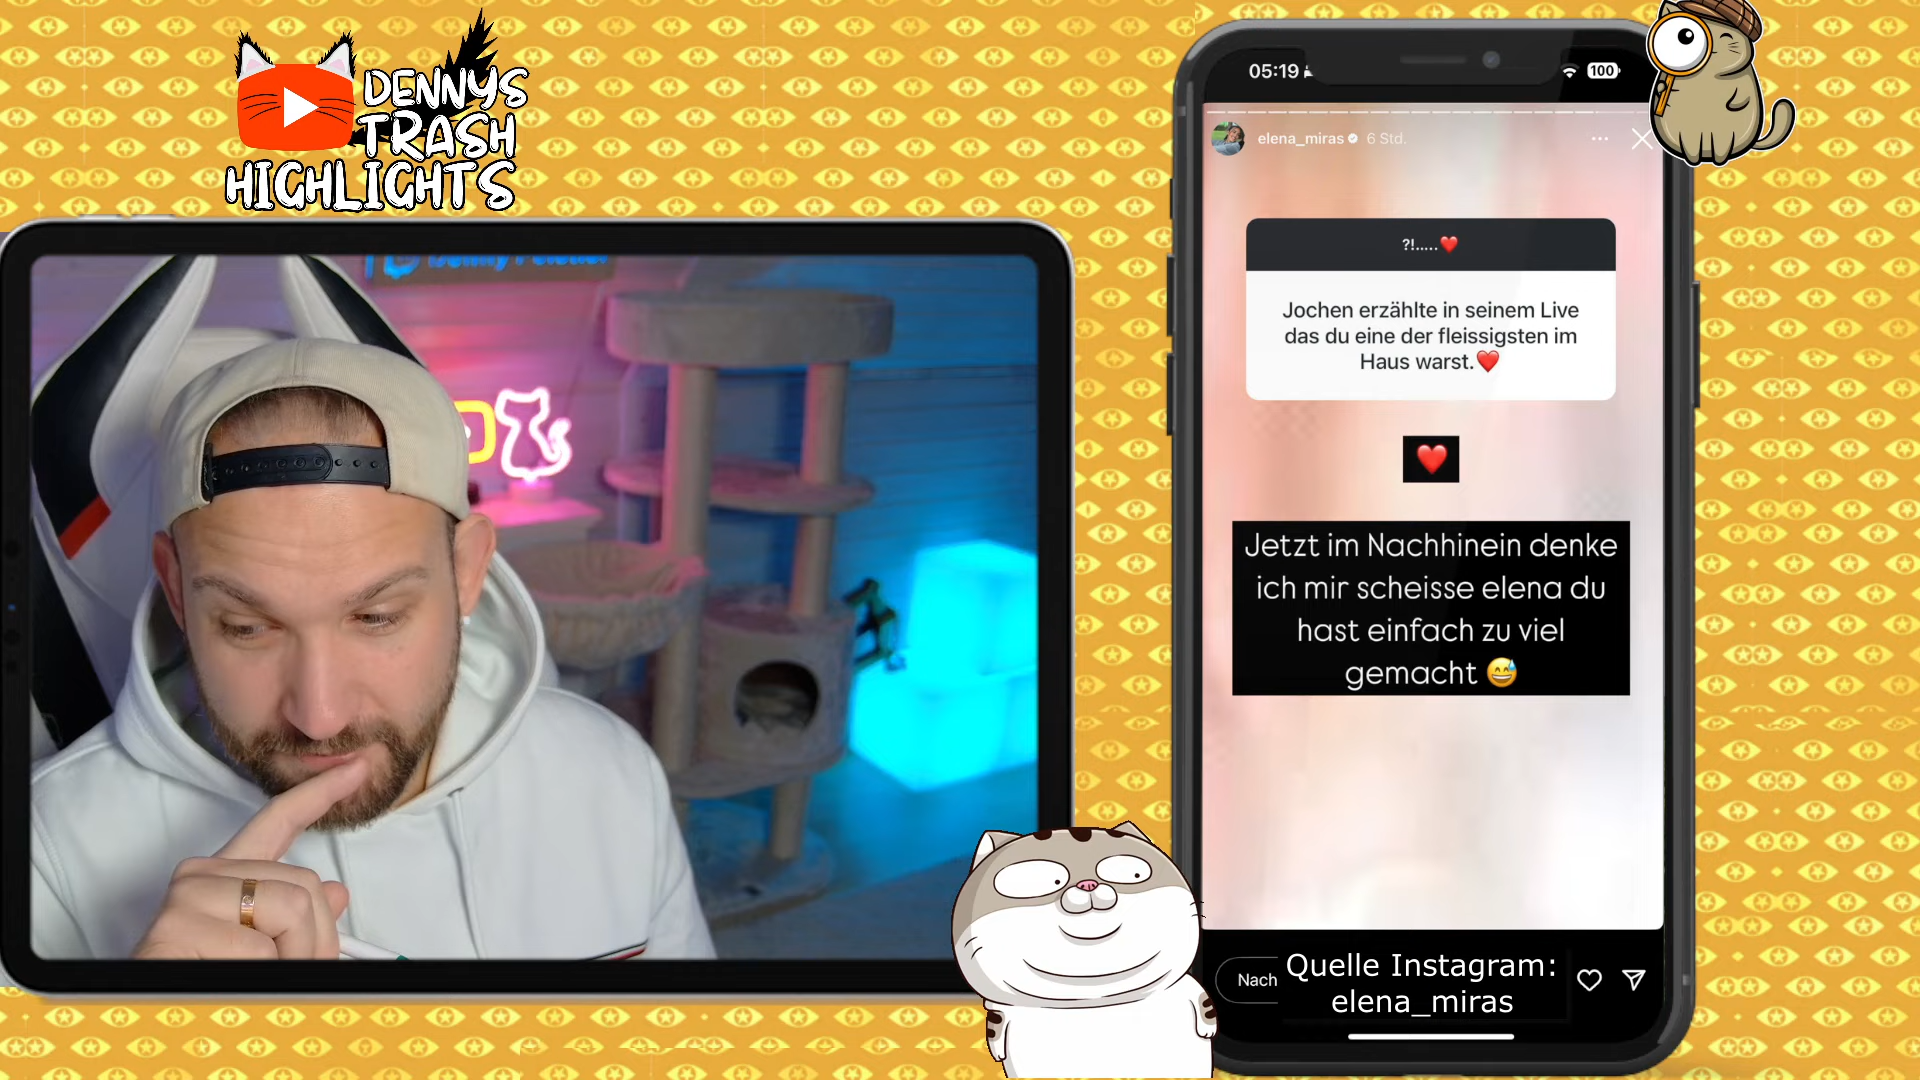 DENNYS
TRASH
HIGHLIGHTS
05:19
100
elena_miras 6 Std.
?!.....❤️
Jochen erzählte in seinem Live
das du eine der fleissigsten im
Haus warst.❤️
❤️
Jetzt im Nachhinein denke
ich mir scheisse elena du
hast einfach zu viel
gemacht 😅
Nach
Quelle Instagram:
elena_miras